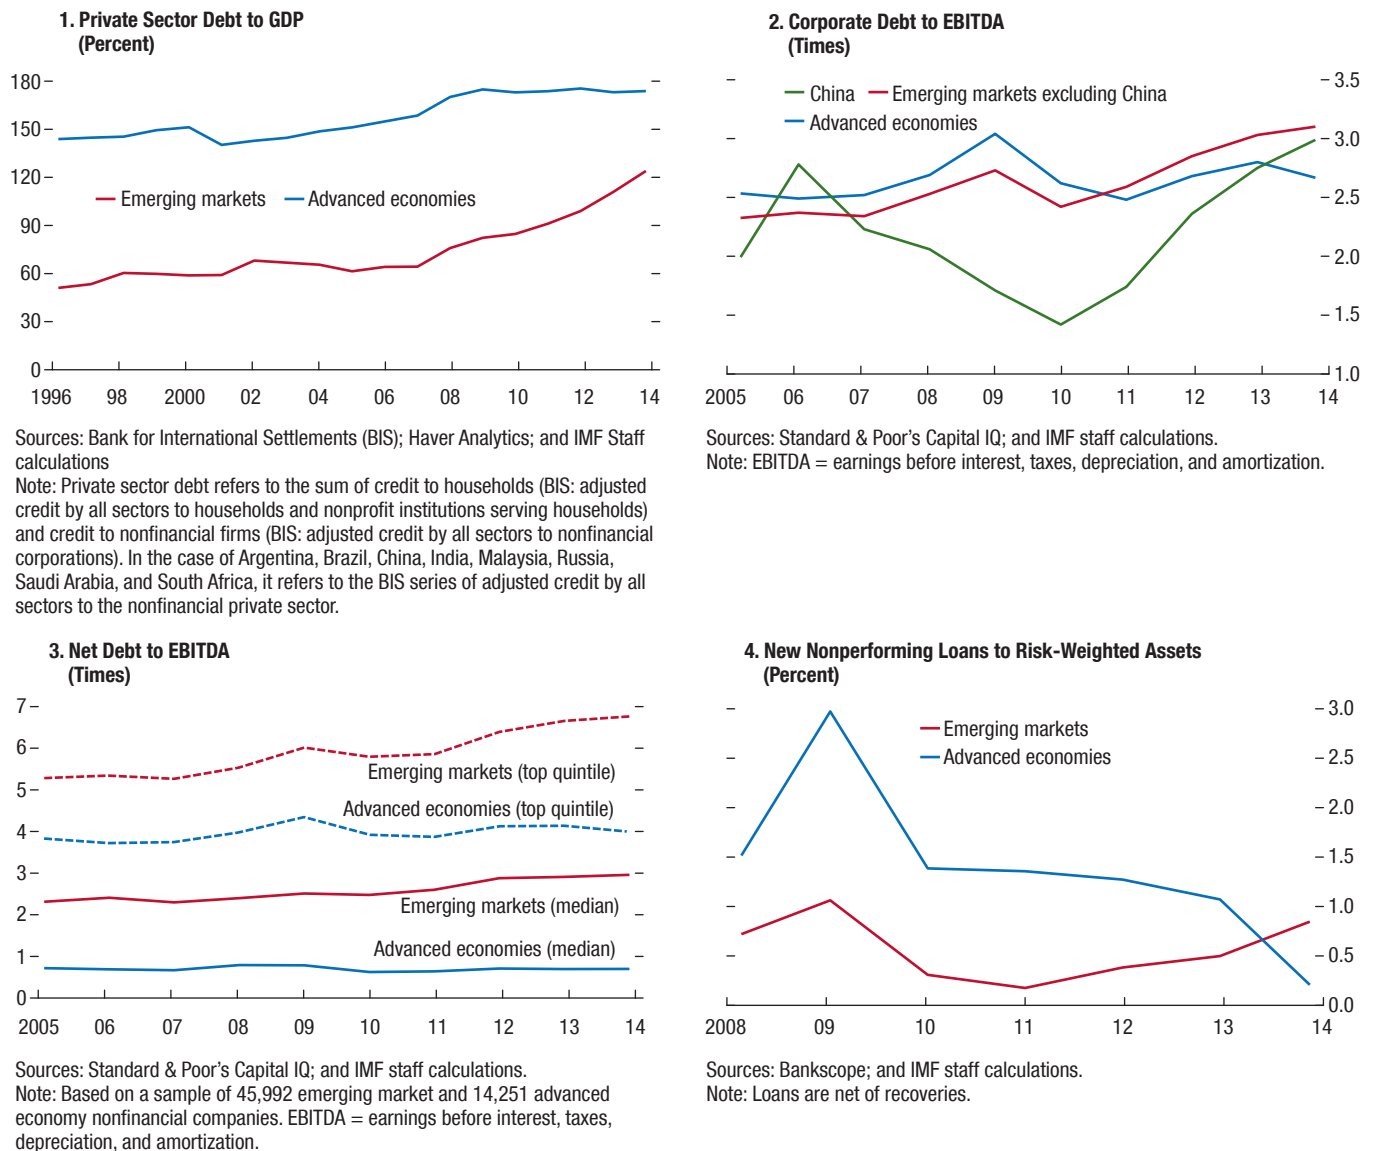 1. Private Sector Debt to GDP
(Percent)
180
150
120
90
60
30
0
Emerging markets
Advanced economies
1996 98 2000 02 04 06 08 10 12 14
Sources: Bank for International Settlements (BIS); Haver Analytics; and IMF Staff
calculations
Note: Private sector debt refers to the sum of credit to households (BIS: adjusted
credit by all sectors to households and nonprofit institutions serving households)
and credit to nonfinancial firms (BIS: adjusted credit by all sectors to nonfinancial
corporations). In the case of Argentina, Brazil, China, India, Malaysia, Russia,
Saudi Arabia, and South Africa, it refers to the BIS series of adjusted credit by all
sectors to the nonfinancial private sector.
2. Corporate Debt to EBITDA
(Times)
China
Emerging markets excluding China
Advanced economies
3.5
3.0
2.5
2.0
1.5
1.0
2005 06 07 08 09 10 11 12 13 14
Sources: Standard & Poor's Capital IQ; and IMF staff calculations.
Note: EBITDA = earnings before interest, taxes, depreciation, and amortization.
3. Net Debt to EBITDA
(Times)
7
6
5
4
3
2
1
0
Emerging markets (top quintile)
Advanced economies (top quintile)
Emerging markets (median)
Advanced economies (median)
2005 06 07 08 09 10 11 12 13 14
Sources: Standard & Poor's Capital IQ; and IMF staff calculations.
Note: Based on a sample of 45,992 emerging market and 14,251 advanced
economy nonfinancial companies. EBITDA = earnings before interest, taxes,
depreciation, and amortization.
4. New Nonperforming Loans to Risk-Weighted Assets
(Percent)
Emerging markets
Advanced economies
3.0
2.5
2.0
1.5
1.0
0.5
0.0
2008 09 10 11 12 13 14
Sources: Bankscope; and IMF staff calculations.
Note: Loans are net of recoveries.